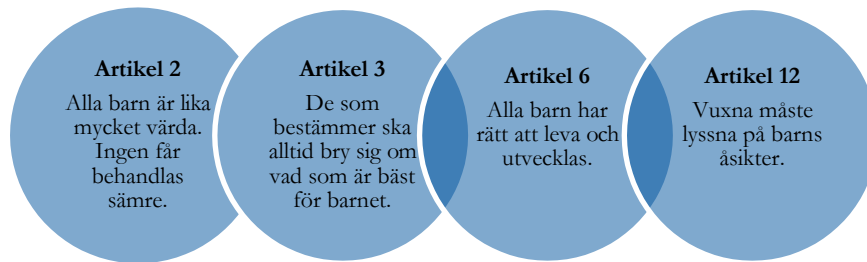 Artikel 2
Alla barn är lika
mycket värda.
Ingen får
behandlas
sämre.
Artikel 3
De som
bestämmer ska
alltid bry sig om
vad som är bäst
för barnet.
Artikel 6
Alla barn har
rätt att leva och
utvecklas.
Artikel 12
Vuxna måste
lyssna på barns
åsikter.